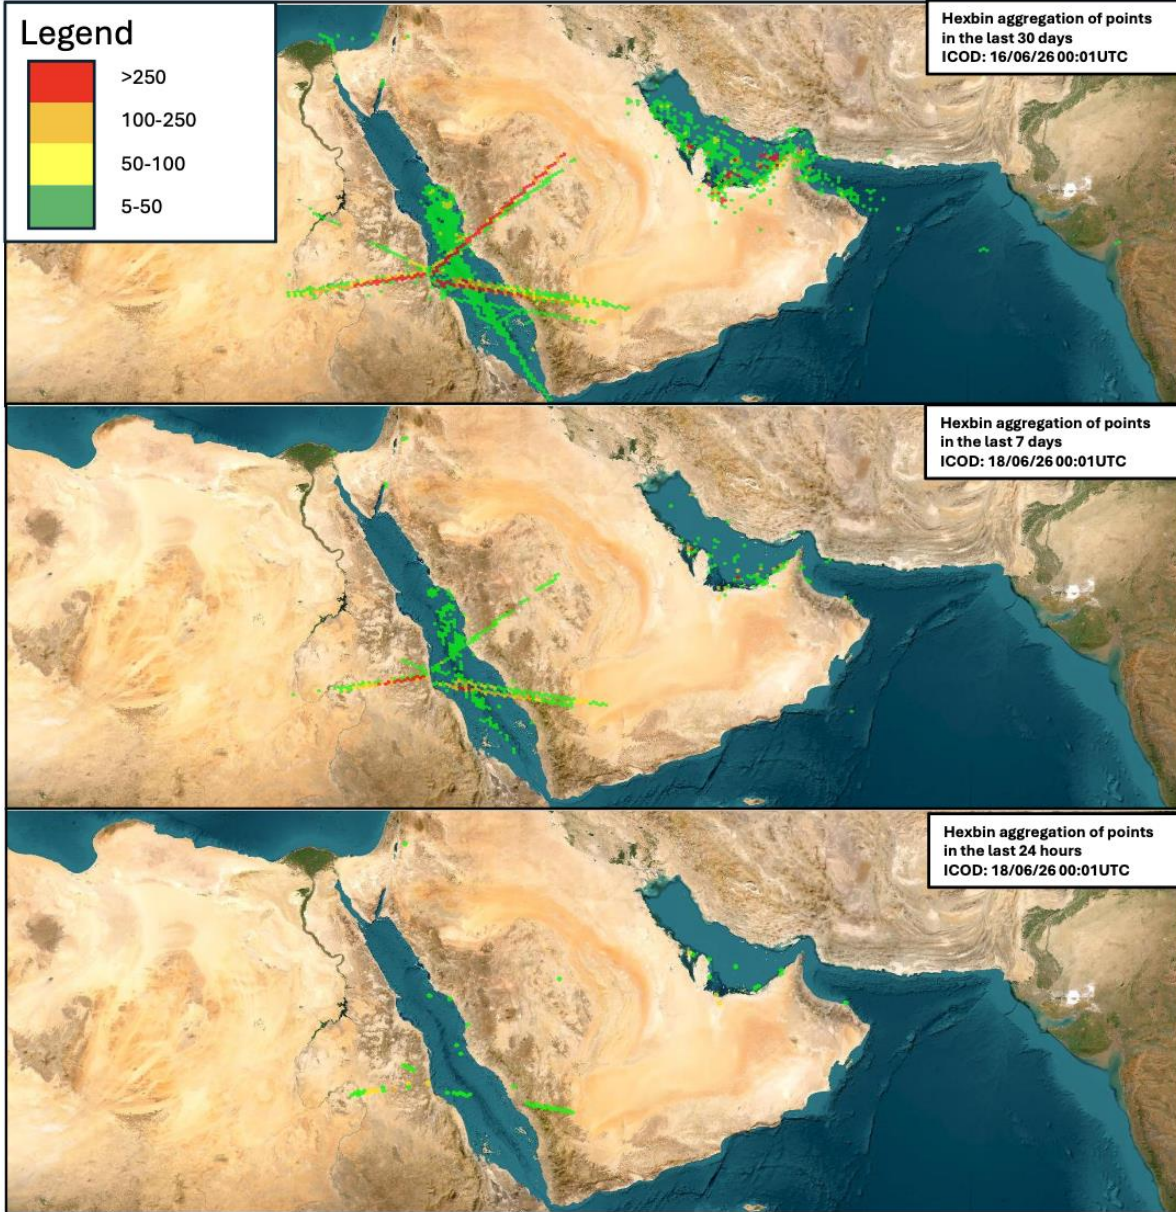 Legend
>250
100-250
50-100
5-50
Hexbin aggregation of points
in the last 30 days
ICOD: 16/06/26 00:01UTC
Hexbin aggregation of points
in the last 7 days
ICOD: 18/06/26 00:01UTC
Hexbin aggregation of points
in the last 24 hours
ICOD: 18/06/26 00:01UTC